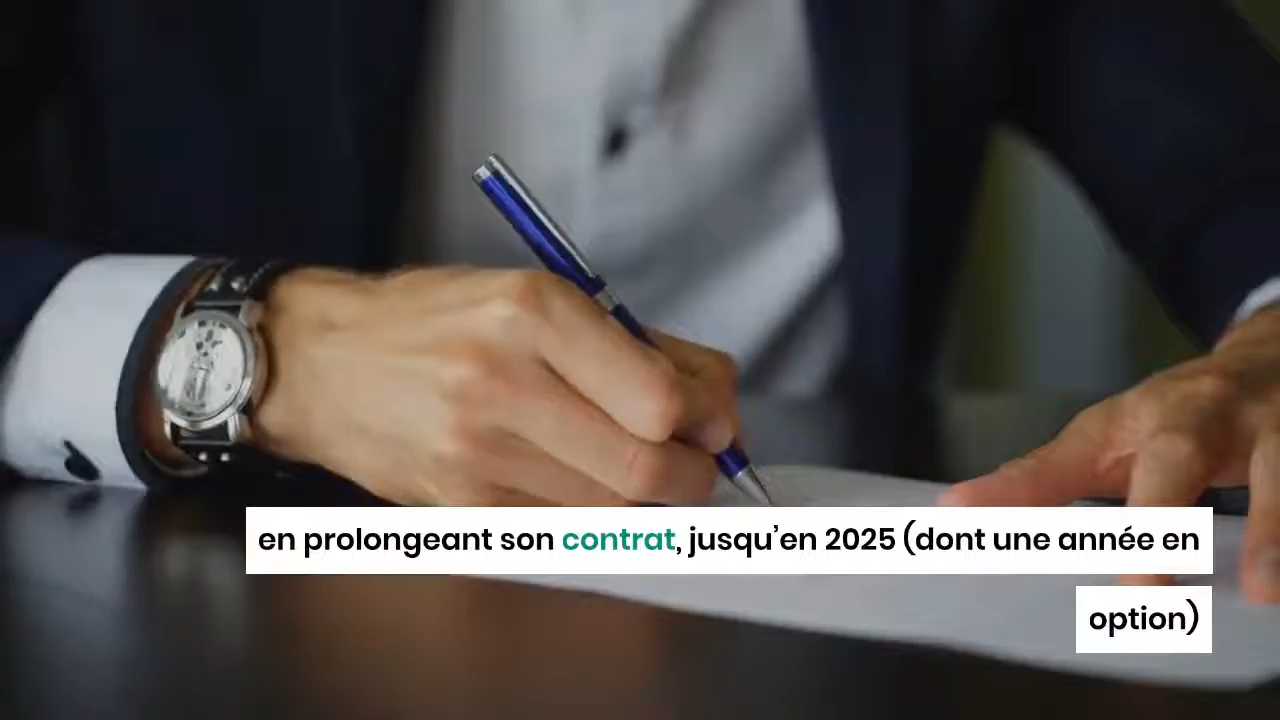 en prolongeant son contrat, jusqu’en 2025 (dont une année en
option)